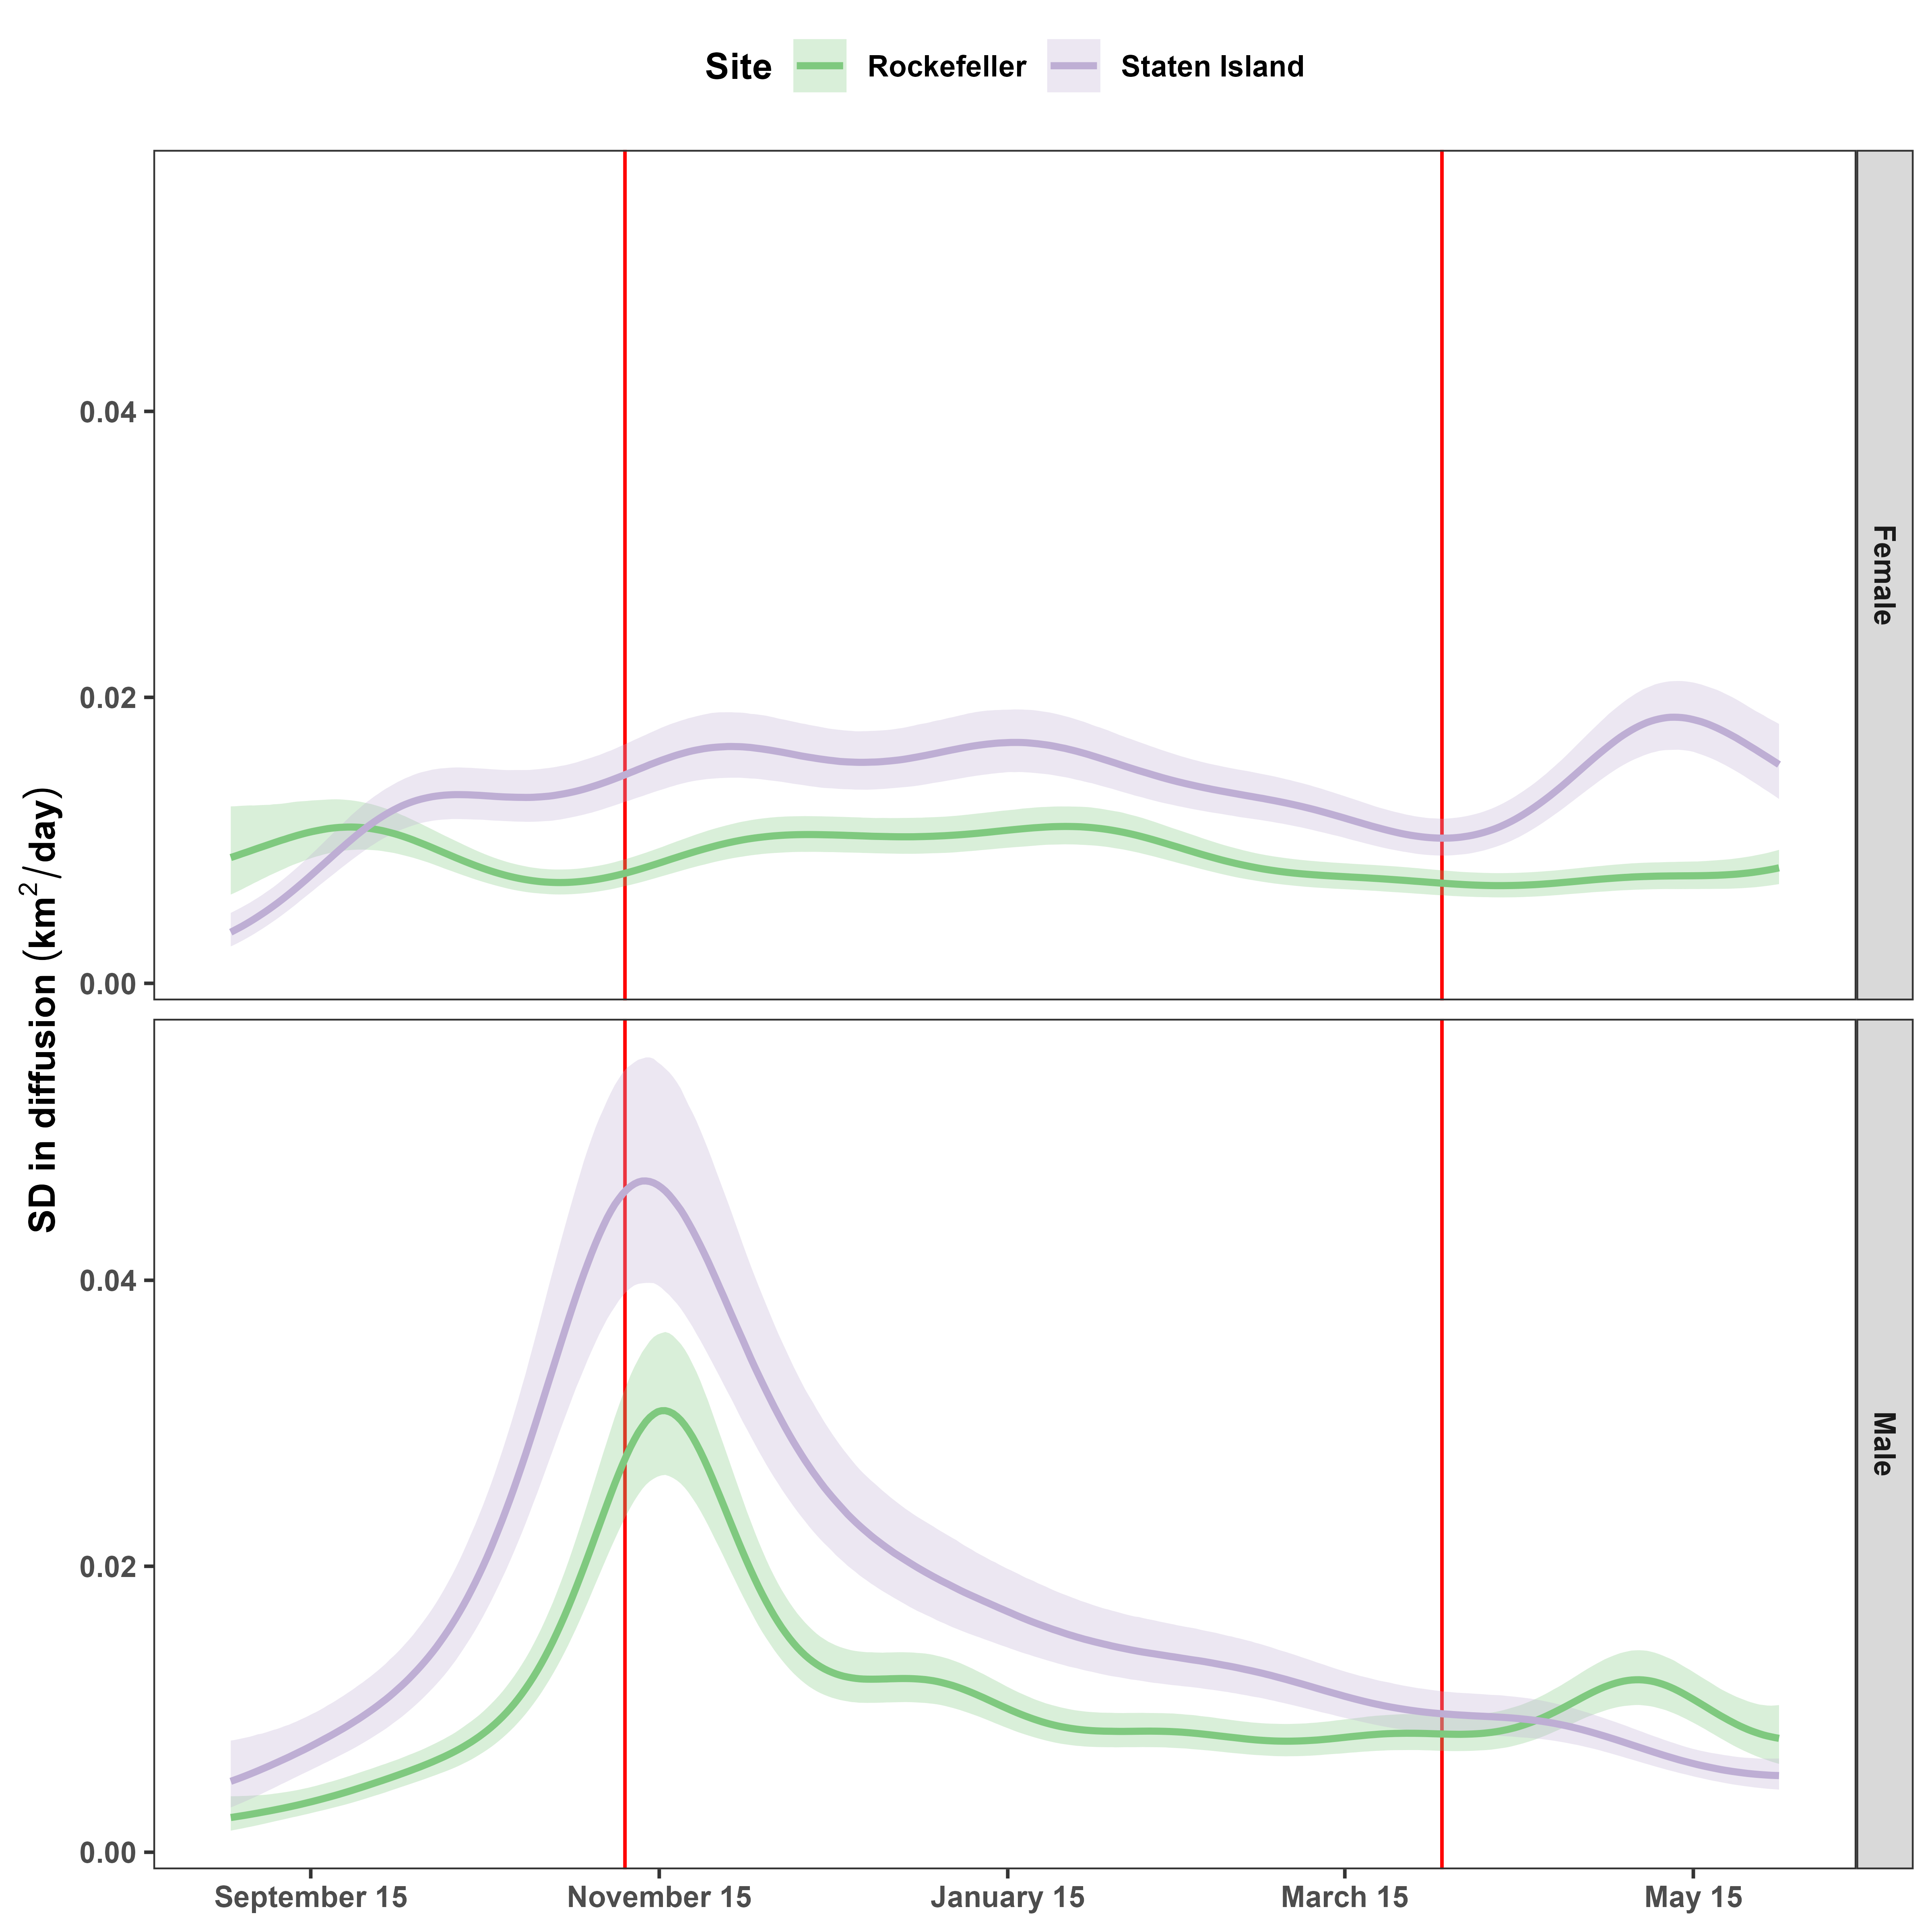 Site Rockefeller Staten Island
SD in diffusion (km²/day)
0.04
0.02
0.00
Female
0.04
0.02
0.00
Male
September 15 November 15 January 15 March 15 May 15